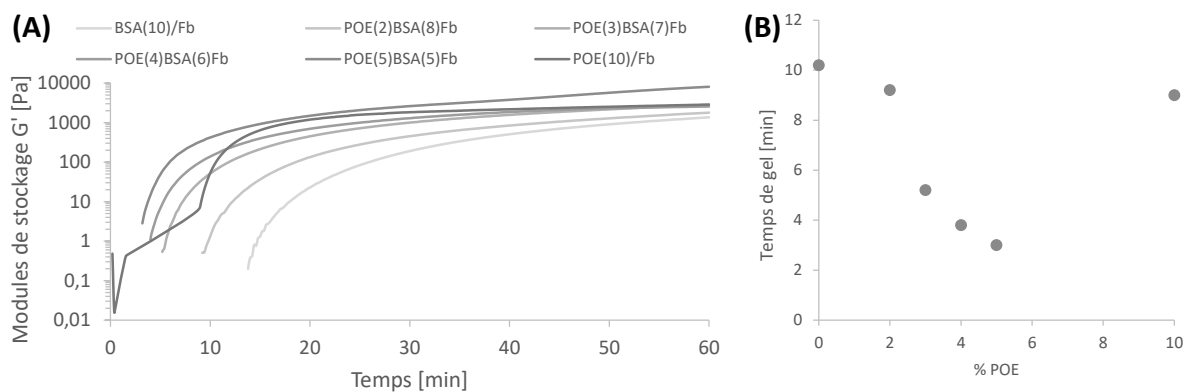 (A)
BSA(10)/Fb POE(2)BSA(8)Fb POE(3)BSA(7)Fb
POE(4)BSA(6)Fb POE(5)BSA(5)Fb POE(10)/Fb
Modules de stockage G' [Pa]
10000
1000
100
10
1
0,1
0,01
0 10 20 30 40 50 60
Temps [min]
(B)
Temps de gel [min]
12
10
8
6
4
2
0
0 2 4 6 8 10
% POE